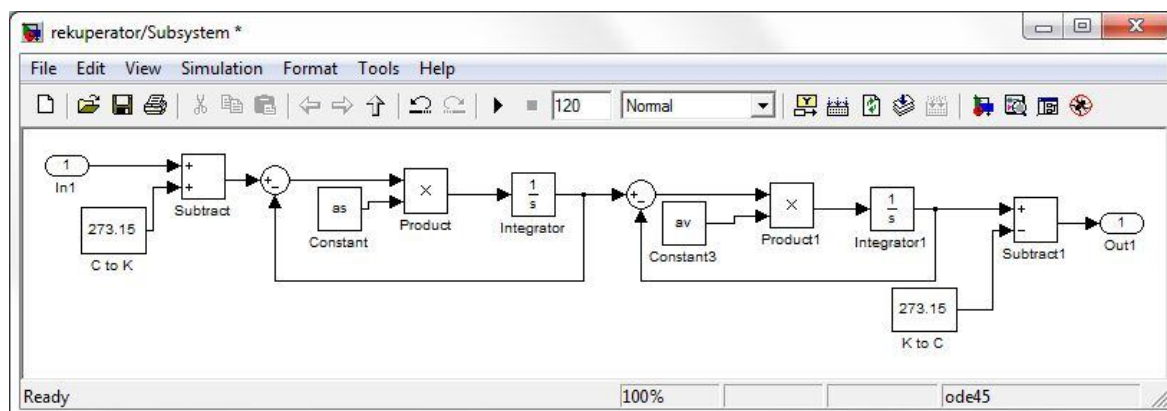 rekuperator/Subsystem *
File Edit View Simulation Format Tools Help
120 Normal
1
In1
+
+
Subtract
273.15
C to K
+
−
as
Constant
×
Product
1
s
Integrator
+
−
av
Constant3
×
Product1
1
s
Integrator1
+
−
Subtract1
1
Out1
273.15
K to C
Ready 100% ode45